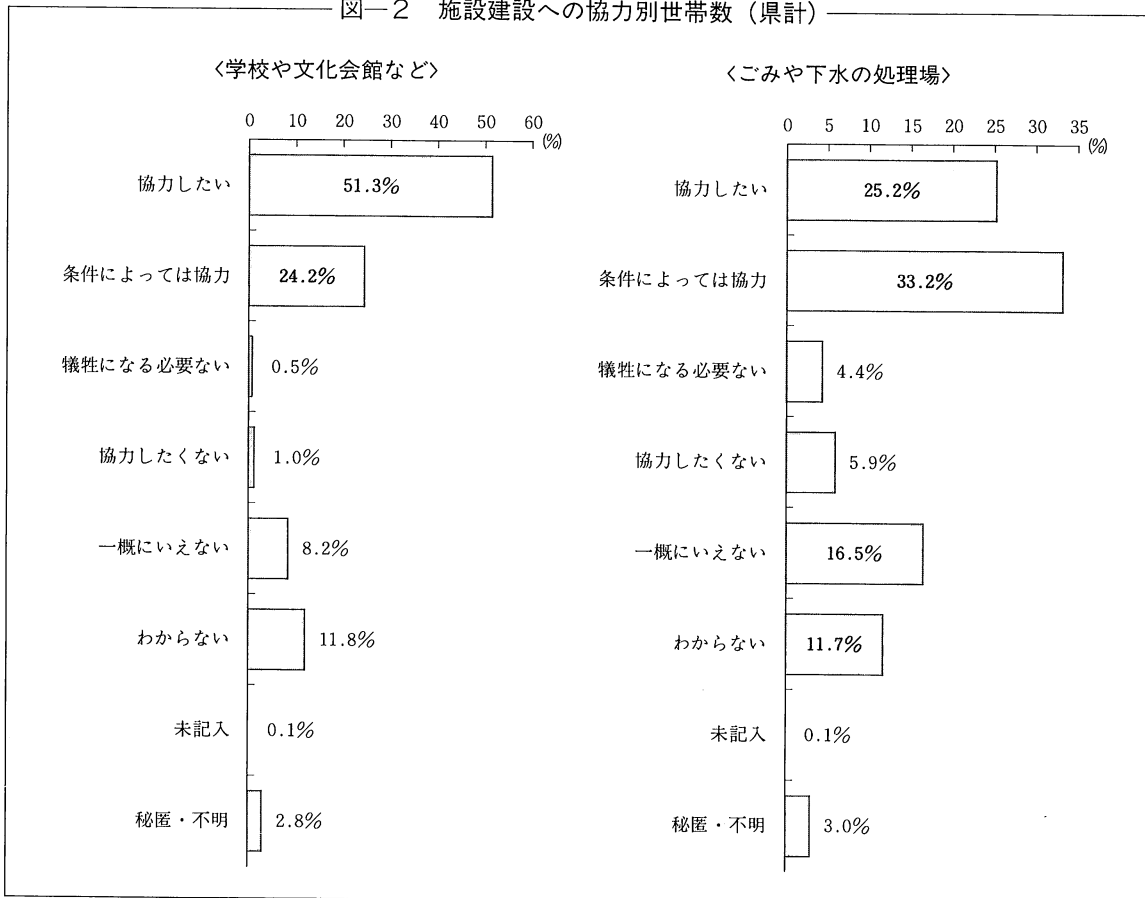 図―2 施設建設への協力別世帯数（県計）
〈学校や文化会館など〉
0 10 20 30 40 50 60
(%)
協力したい 51.3%
条件によっては協力 24.2%
犠牲になる必要ない 0.5%
協力したくない 1.0%
一概にいえない 8.2%
わからない 11.8%
未記入 0.1%
秘匿・不明 2.8%
〈ごみや下水の処理場〉
0 5 10 15 20 25 30 35
(%)
協力したい 25.2%
条件によっては協力 33.2%
犠牲になる必要ない 4.4%
協力したくない 5.9%
一概にいえない 16.5%
わからない 11.7%
未記入 0.1%
秘匿・不明 3.0%